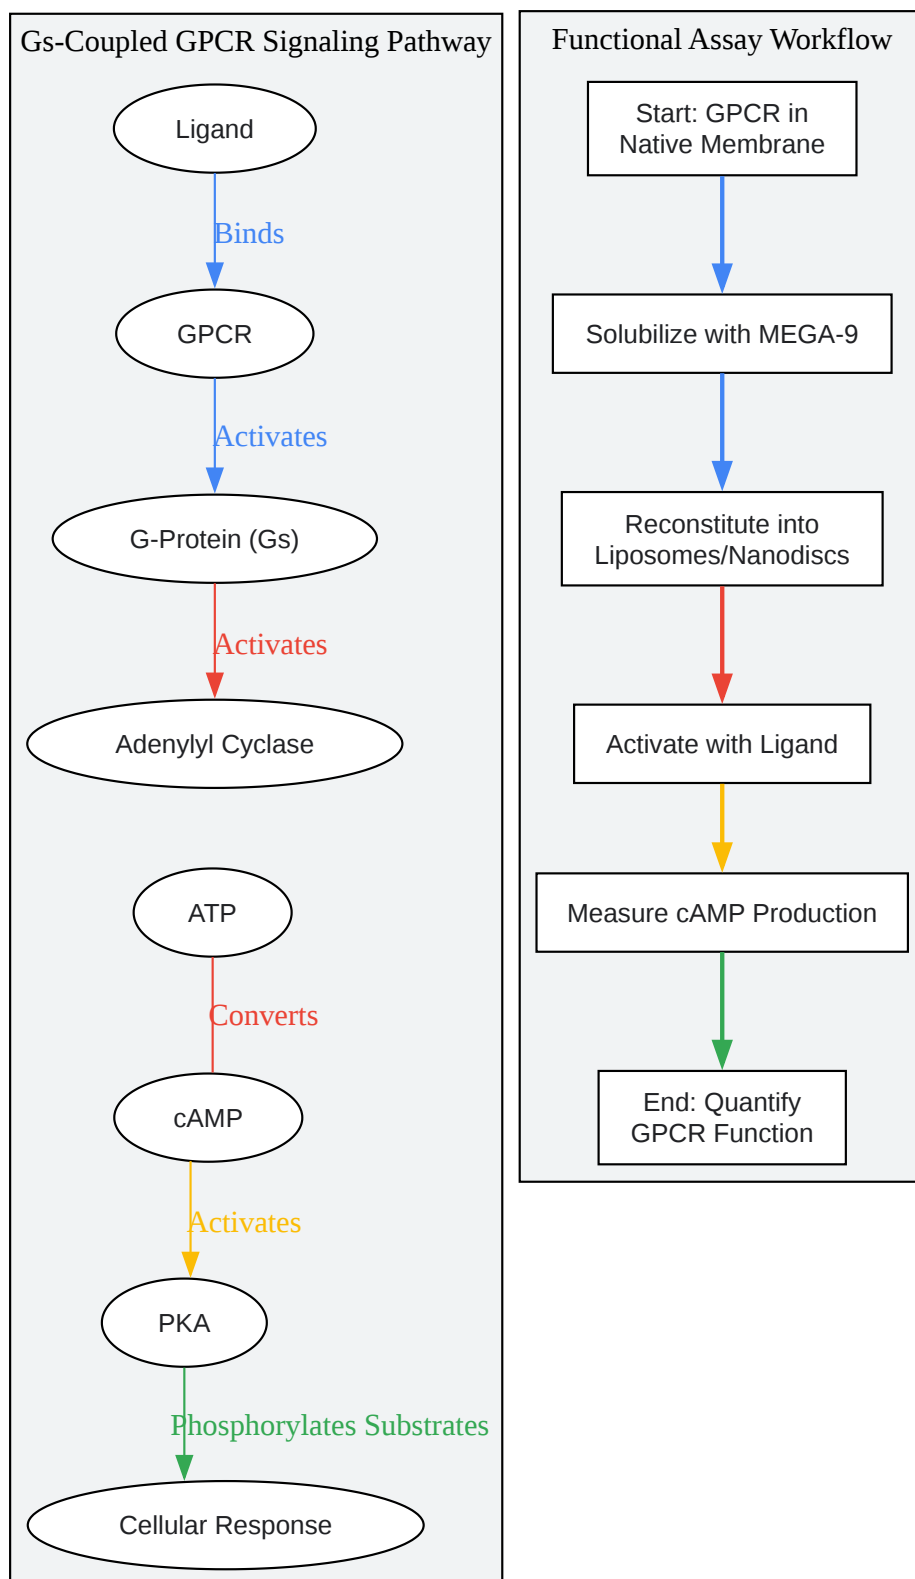 Gs-Coupled GPCR Signaling Pathway
Ligand
Binds
GPCR
Activates
G-Protein (Gs)
Activates
Adenylyl Cyclase
ATP
Converts
cAMP
Activates
PKA
Phosphorylates Substrates
Cellular Response
Functional Assay Workflow
Start: GPCR in
Native Membrane
Solubilize with MEGA-9
Reconstitute into
Liposomes/Nanodiscs
Activate with Ligand
Measure cAMP Production
End: Quantify
GPCR Function